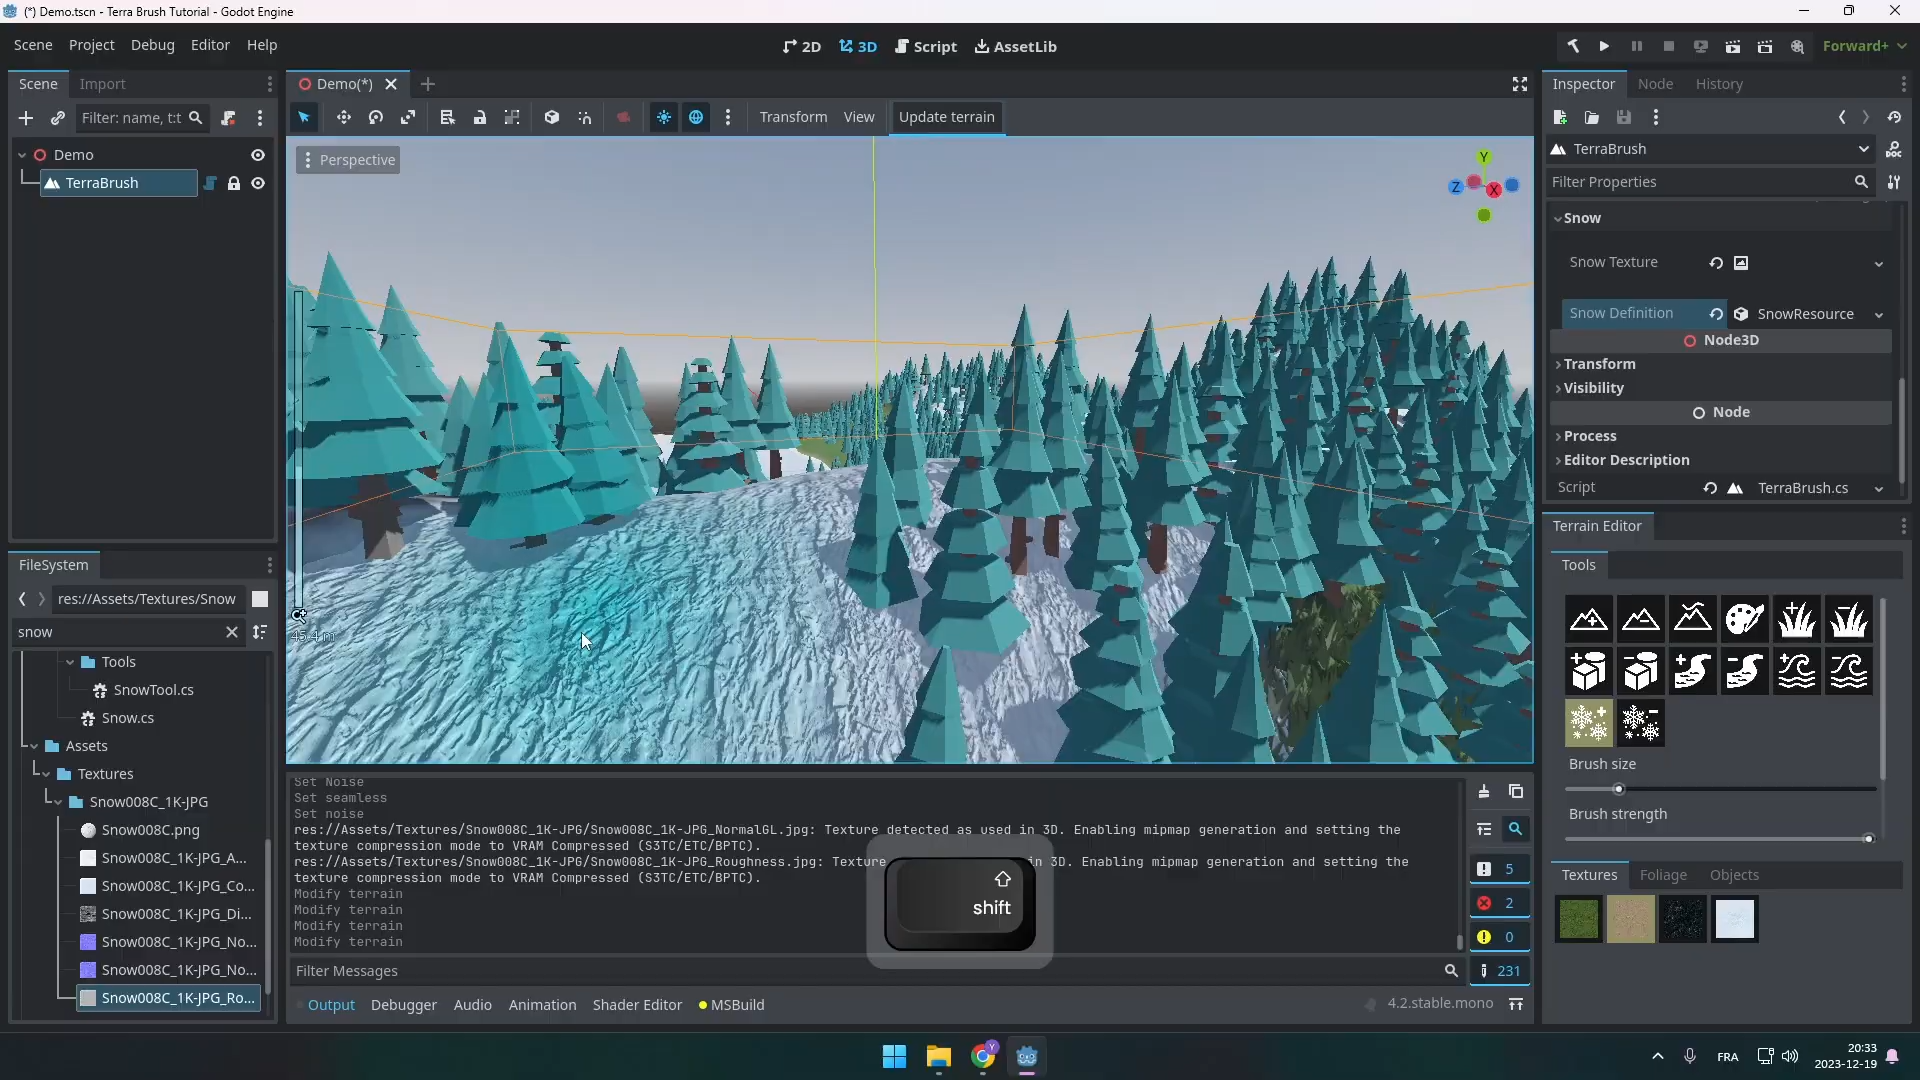 (*) Demo.tscn - Terra Brush Tutorial - Godot Engine
Scene Project Debug Editor Help
2D 3D Script AssetLib
Forward+
Scene Import
Filter: name, t:t
Demo
TerraBrush
Demo(*)
Transform View Update terrain
Perspective
Y
Z X
45.4 m
FileSystem
res://Assets/Textures/Snow
snow
Tools
SnowTool.cs
Snow.cs
Assets
Textures
Snow008C_1K-JPG
Snow008C.png
Snow008C_1K-JPG_A...
Snow008C_1K-JPG_Co...
Snow008C_1K-JPG_Di...
Snow008C_1K-JPG_No...
Snow008C_1K-JPG_No...
Snow008C_1K-JPG_Ro...
Set Noise
Set seamless
Set noise
res://Assets/Textures/Snow008C_1K-JPG/Snow008C_1K-JPG_NormalGL.jpg: Texture detected as used in 3D. Enabling mipmap generation and setting the
texture compression mode to VRAM Compressed (S3TC/ETC/BPTC).
res://Assets/Textures/Snow008C_1K-JPG/Snow008C_1K-JPG_Roughness.jpg: Texture in 3D. Enabling mipmap generation and setting the
texture compression mode to VRAM Compressed (S3TC/ETC/BPTC).
Modify terrain
Modify terrain
Modify terrain
Modify terrain
shift
Filter Messages
5
2
0
231
Output Debugger Audio Animation Shader Editor MSBuild
4.2.stable.mono
Inspector Node History
TerraBrush
DOC
Filter Properties
Snow
Snow Texture
Snow Definition SnowResource
Node3D
Transform
Visibility
Node
Process
Editor Description
Script TerraBrush.cs
Terrain Editor
Tools
Brush size
Brush strength
Textures Foliage Objects
Y
FRA
20:33
2023-12-19